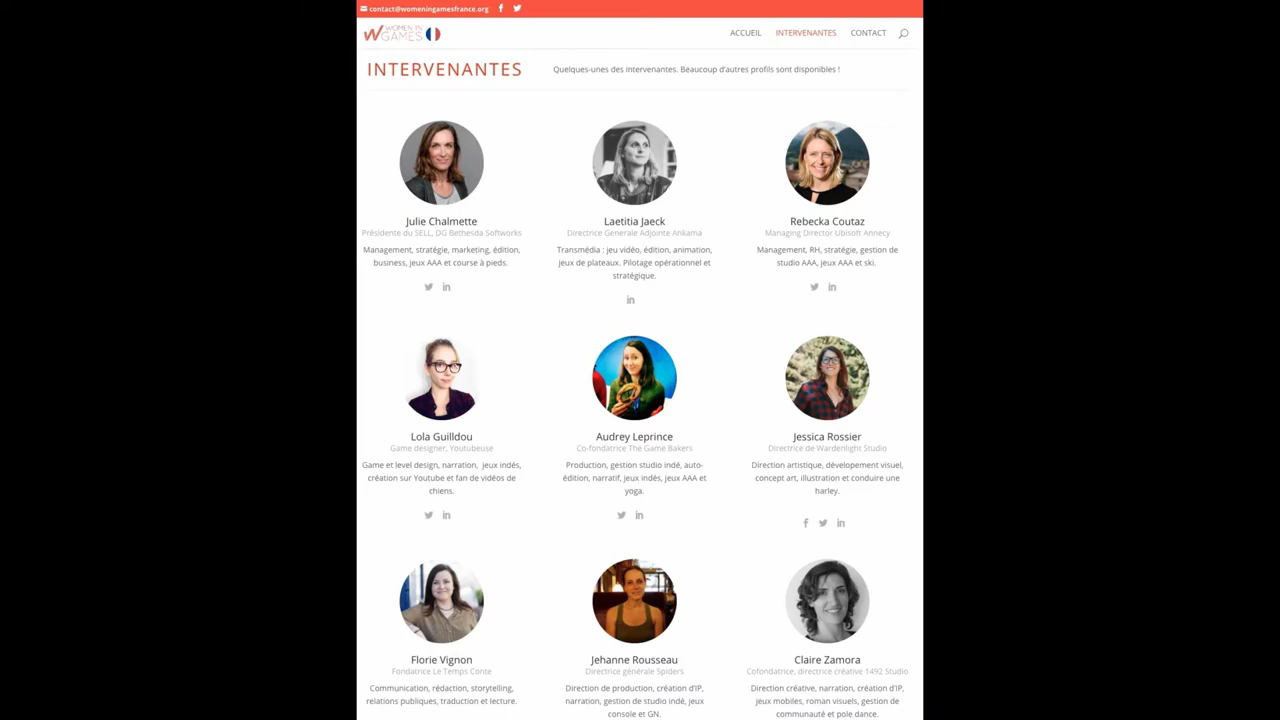 contact@womeningamesfrance.org
WOMEN IN
GAMES
ACCUEIL
INTERVENANTES
CONTACT
INTERVENANTES
Quelques-unes des intervenantes. Beaucoup d'autres profils sont disponibles !
Julie Chalmette
Présidente du SELL, DG Bethesda Softworks
Management, stratégie, marketing, édition,
business, jeux AAA et course à pieds.
Laetitia Jaeck
Directrice Generale Adjointe Ankama
Transmédia : jeu vidéo, édition, animation,
jeux de plateaux. Pilotage opérationnel et
stratégique.
Rebecka Coutaz
Managing Director Ubisoft Annecy
Management, RH, stratégie, gestion de
studio AAA, jeux AAA et ski.
Lola Guilldou
Game designer, Youtubeuse
Game et level design, narration, jeux indés,
création sur Youtube et fan de vidéos de
chiens.
Audrey Leprince
Co-fondatrice The Game Bakers
Production, gestion studio indé, auto-
édition, narratif, jeux indés, jeux AAA et
yoga.
Jessica Rossier
Directrice de Wardenlight Studio
Direction artistique, dévelopement visuel,
concept art, illustration et conduire une
harley.
Florie Vignon
Fondatrice Le Temps Conte
Communication, rédaction, storytelling,
relations publiques, traduction et lecture.
Jehanne Rousseau
Directrice générale Spiders
Direction de production, création d'IP,
narration, gestion de studio indé, jeux
console et GN.
Claire Zamora
Cofondatrice, directrice créative 1492 Studio
Direction créative, narration, création d'IP,
jeux mobiles, roman visuels, gestion de
communauté et pole dance.